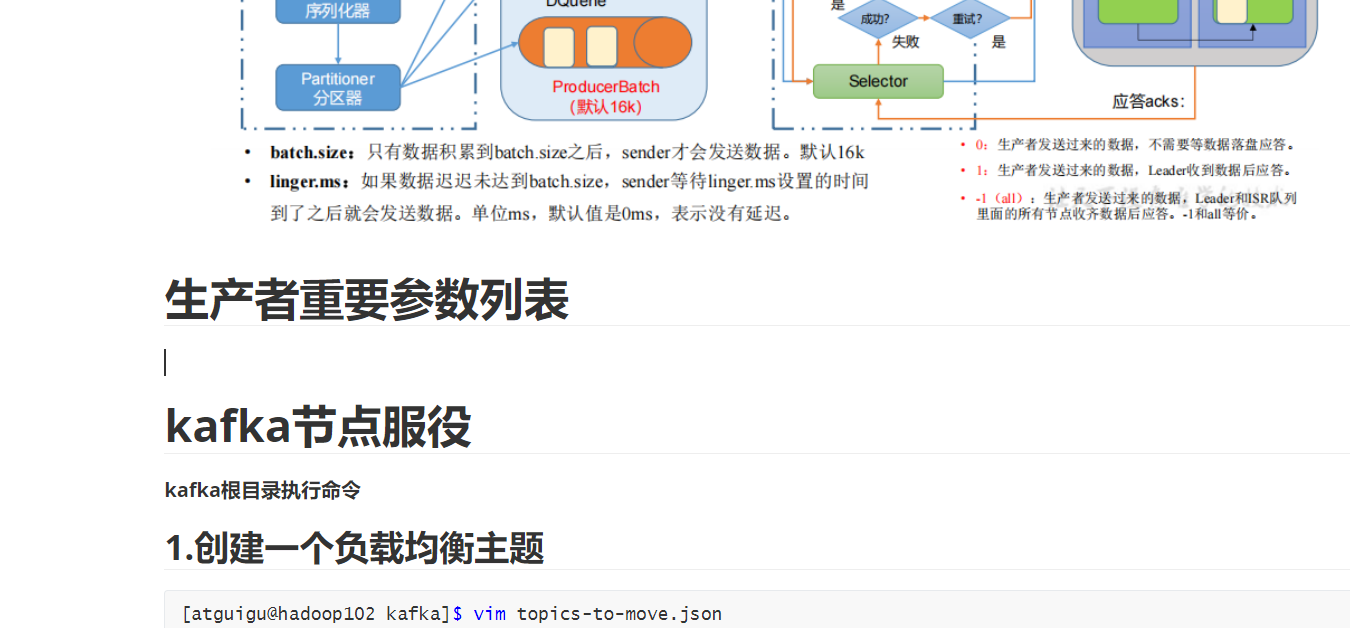 序列化器
DQueue
是
成功?
重试?
失败
是
Partitioner
分区器
ProducerBatch
(默认16k)
Selector
应答acks:
• batch.size：只有数据积累到batch.size之后，sender才会发送数据。默认16k
• linger.ms：如果数据迟迟未达到batch.size，sender等待linger.ms设置的时间
到了之后就会发送数据。单位ms，默认值是0ms，表示没有延迟。
• 0：生产者发送过来的数据，不需要等数据落盘应答。
• 1：生产者发送过来的数据，Leader收到数据后应答。
• -1（all）：生产者发送过来的数据，Leader和ISR队列
里面的所有节点收齐数据后应答。-1和all等价。
生产者重要参数列表
kafka节点服役
kafka根目录执行命令
1.创建一个负载均衡主题
[atguigu@hadoop102 kafka]$ vim topics-to-move.json